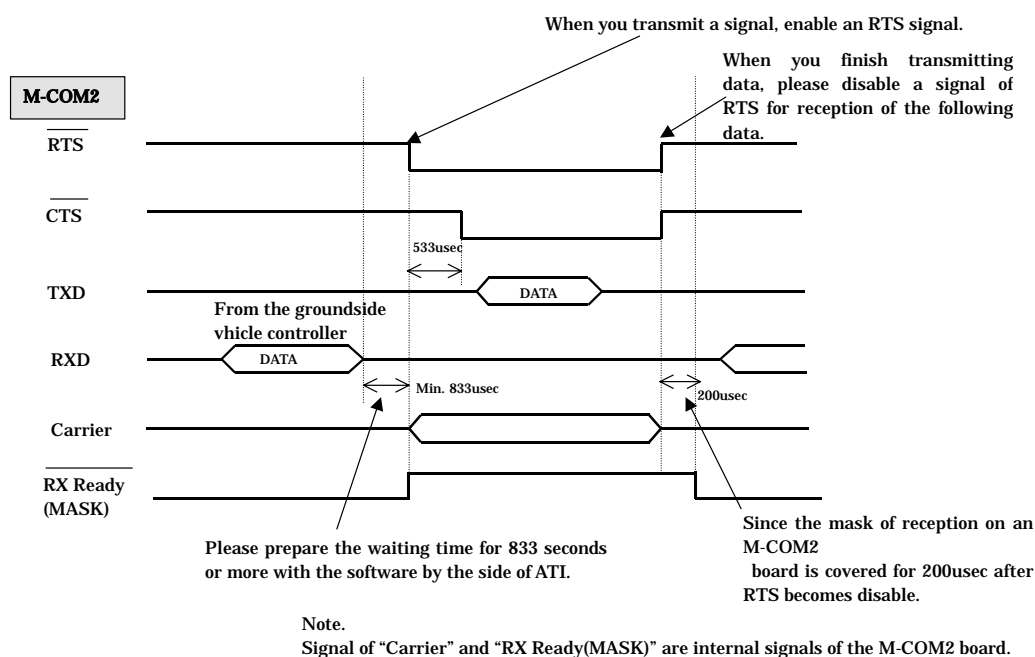 When you transmit a signal, enable an RTS signal.
When you finish transmitting
data, please disable a signal of
RTS for reception of the following
data.
M-COM2
RTS
CTS
533usec
TXD
DATA
From the groundside
vhicle controller
RXD
DATA
Min. 833usec
200usec
Carrier
RX Ready
(MASK)
Please prepare the waiting time for 833 seconds
or more with the software by the side of ATI.
Since the mask of reception on an
M-COM2
board is covered for 200usec after
RTS becomes disable.
Note.
Signal of “Carrier” and “RX Ready(MASK)” are internal signals of the M-COM2 board.